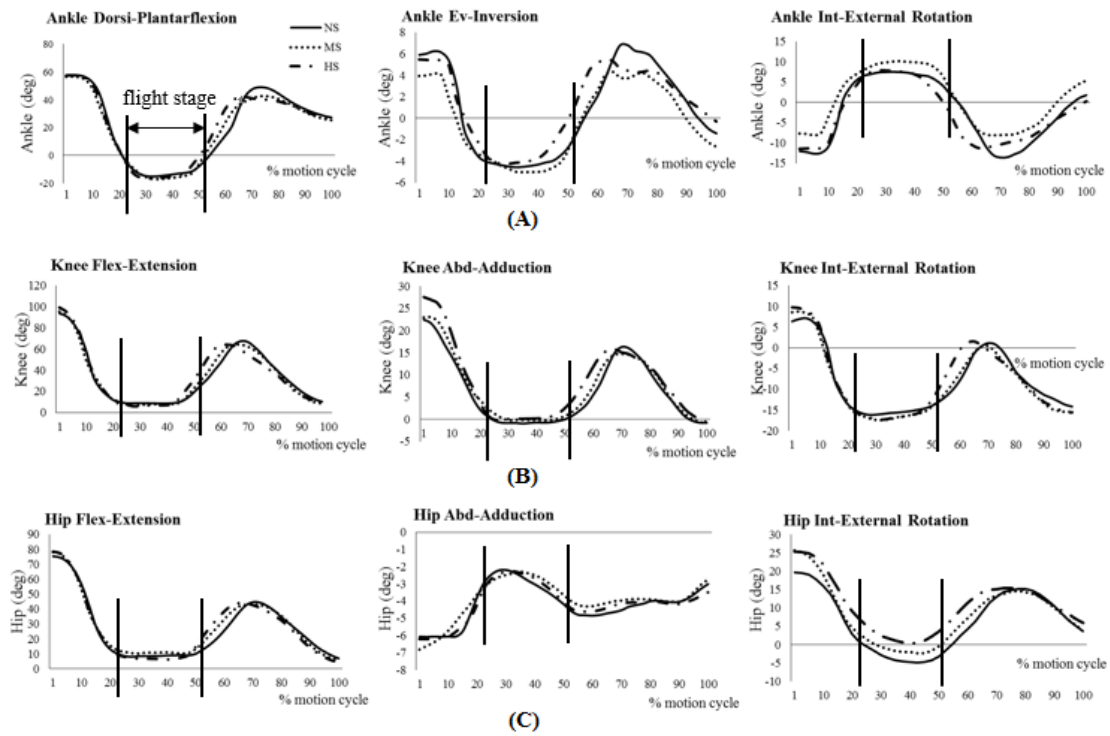 Ankle Dorsi-Plantarflexion
Ankle (deg)
80
60
40
20
0
-20
flight stage
NS
MS
HS
% motion cycle
1 10 20 30 40 50 60 70 80 90 100
Ankle Ev-Inversion
Ankle (deg)
8
6
4
2
0
-2
-4
-6
% motion cycle
1 10 20 30 40 50 60 70 80 90 100
Ankle Int-External Rotation
Ankle (deg)
15
10
5
0
-5
-10
-15
% motion cycle
1 10 20 30 40 50 60 70 80 90 100
(A)
Knee Flex-Extension
Knee (deg)
120
100
80
60
40
20
0
% motion cycle
1 10 20 30 40 50 60 70 80 90 100
Knee Abd-Adduction
Knee (deg)
30
25
20
15
10
5
0
-5
% motion cycle
1 10 20 30 40 50 60 70 80 90 100
Knee Int-External Rotation
Knee (deg)
15
10
5
0
-5
-10
-15
-20
% motion cycle
1 10 20 30 40 50 60 70 80 90 100
(B)
Hip Flex-Extension
Hip (deg)
90
80
70
60
50
40
30
20
10
0
% motion cycle
1 10 20 30 40 50 60 70 80 90 100
Hip Abd-Adduction
Hip (deg)
0
-1
-2
-3
-4
-5
-6
-7
-8
1 10 20 30 40 50 60 70 80 90 100
% motion cycle
Hip Int-External Rotation
Hip (deg)
30
25
20
15
10
5
0
-5
-10
% motion cycle
1 10 20 30 40 50 60 70 80 90 100
(C)